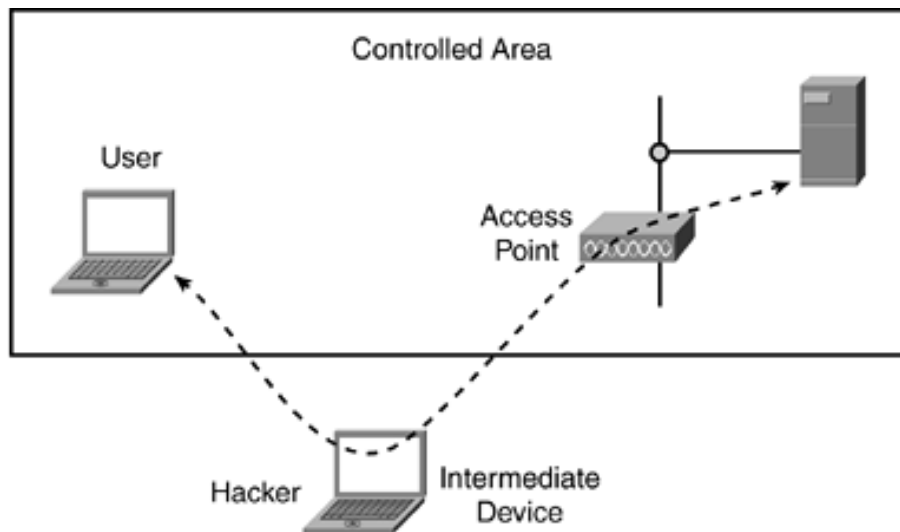 Controlled Area
User
Access
Point
Hacker
Intermediate
Device